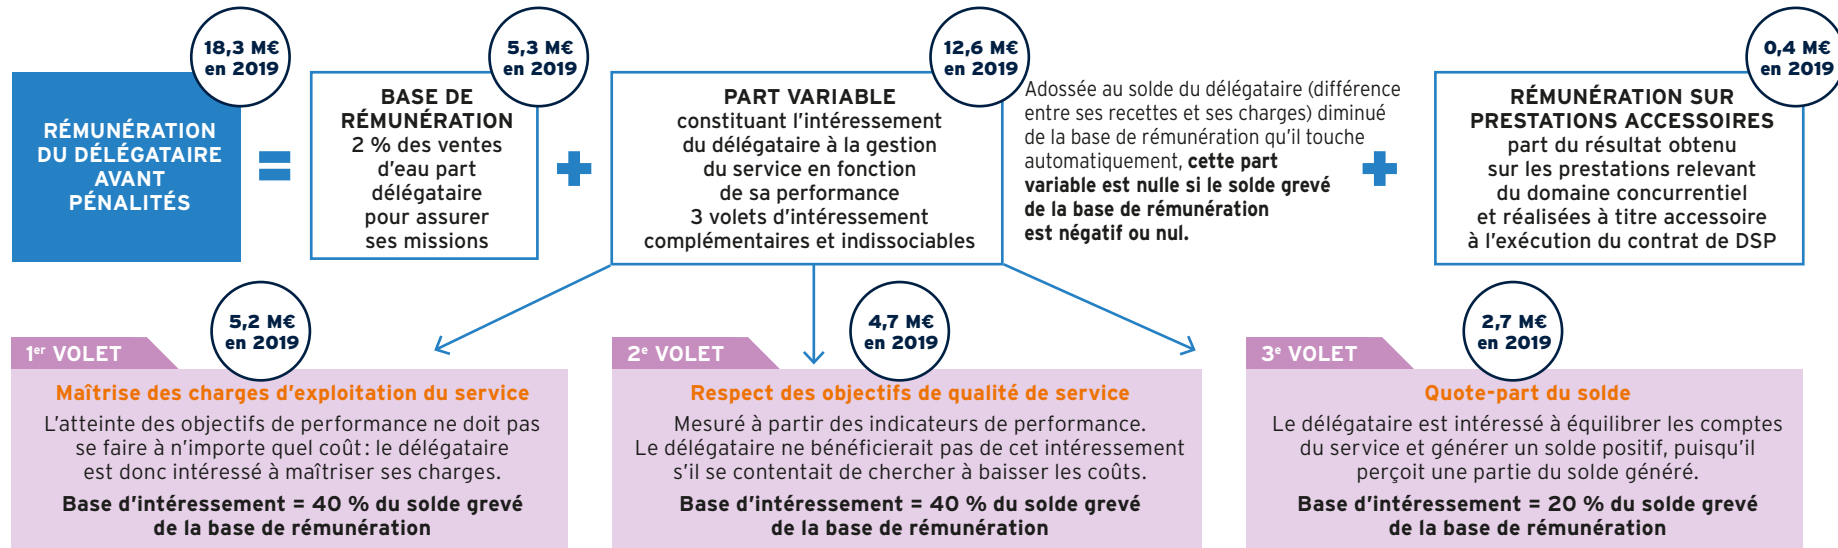 18,3 M€
en 2019
RÉMUNÉRATION
DU DÉLÉGATAIRE
AVANT
PÉNALITÉS
=
5,3 M€
en 2019
BASE DE
RÉMUNÉRATION
2 % des ventes
d'eau part
délégataire
pour assurer
ses missions
+
12,6 M€
en 2019
PART VARIABLE
constituant l'intéressement
du délégataire à la gestion
du service en fonction
de sa performance
3 volets d'intéressement
complémentaires et indissociables
Adossée au solde du délégataire (différence
entre ses recettes et ses charges) diminué
de la base de rémunération qu'il touche
automatiquement, cette part
variable est nulle si le solde grevé
de la base de rémunération
est négatif ou nul.
+
0,4 M€
en 2019
RÉMUNÉRATION SUR
PRESTATIONS ACCESSOIRES
part du résultat obtenu
sur les prestations relevant
du domaine concurrentiel
et réalisées à titre accessoire
à l'exécution du contrat de DSP
5,2 M€
en 2019
1er VOLET
Maîtrise des charges d'exploitation du service
L'atteinte des objectifs de performance ne doit pas
se faire à n'importe quel coût : le délégataire
est donc intéressé à maîtriser ses charges.
Base d'intéressement = 40 % du solde grevé
de la base de rémunération
4,7 M€
en 2019
2e VOLET
Respect des objectifs de qualité de service
Mesuré à partir des indicateurs de performance.
Le délégataire ne bénéficierait pas de cet intéressement
s'il se contentait de chercher à baisser les coûts.
Base d'intéressement = 40 % du solde grevé
de la base de rémunération
2,7 M€
en 2019
3e VOLET
Quote-part du solde
Le délégataire est intéressé à équilibrer les comptes
du service et générer un solde positif, puisqu'il
perçoit une partie du solde généré.
Base d'intéressement = 20 % du solde grevé
de la base de rémunération